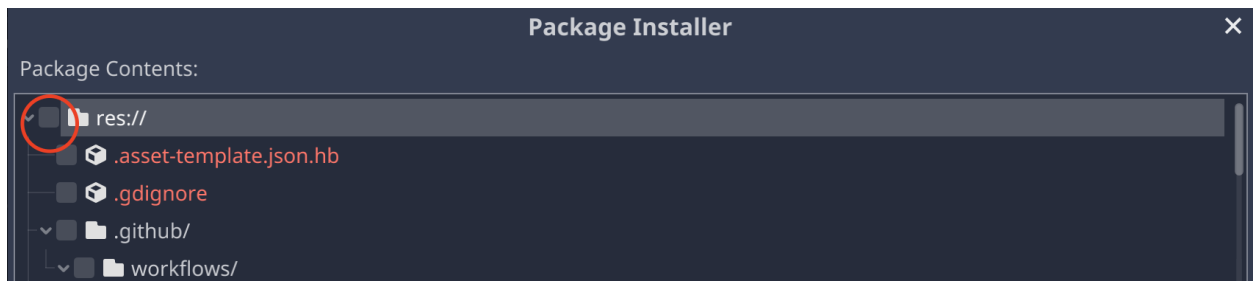 Package Installer
Package Contents:
res://
.asset-template.json.hb
.gdignore
.github/
workflows/